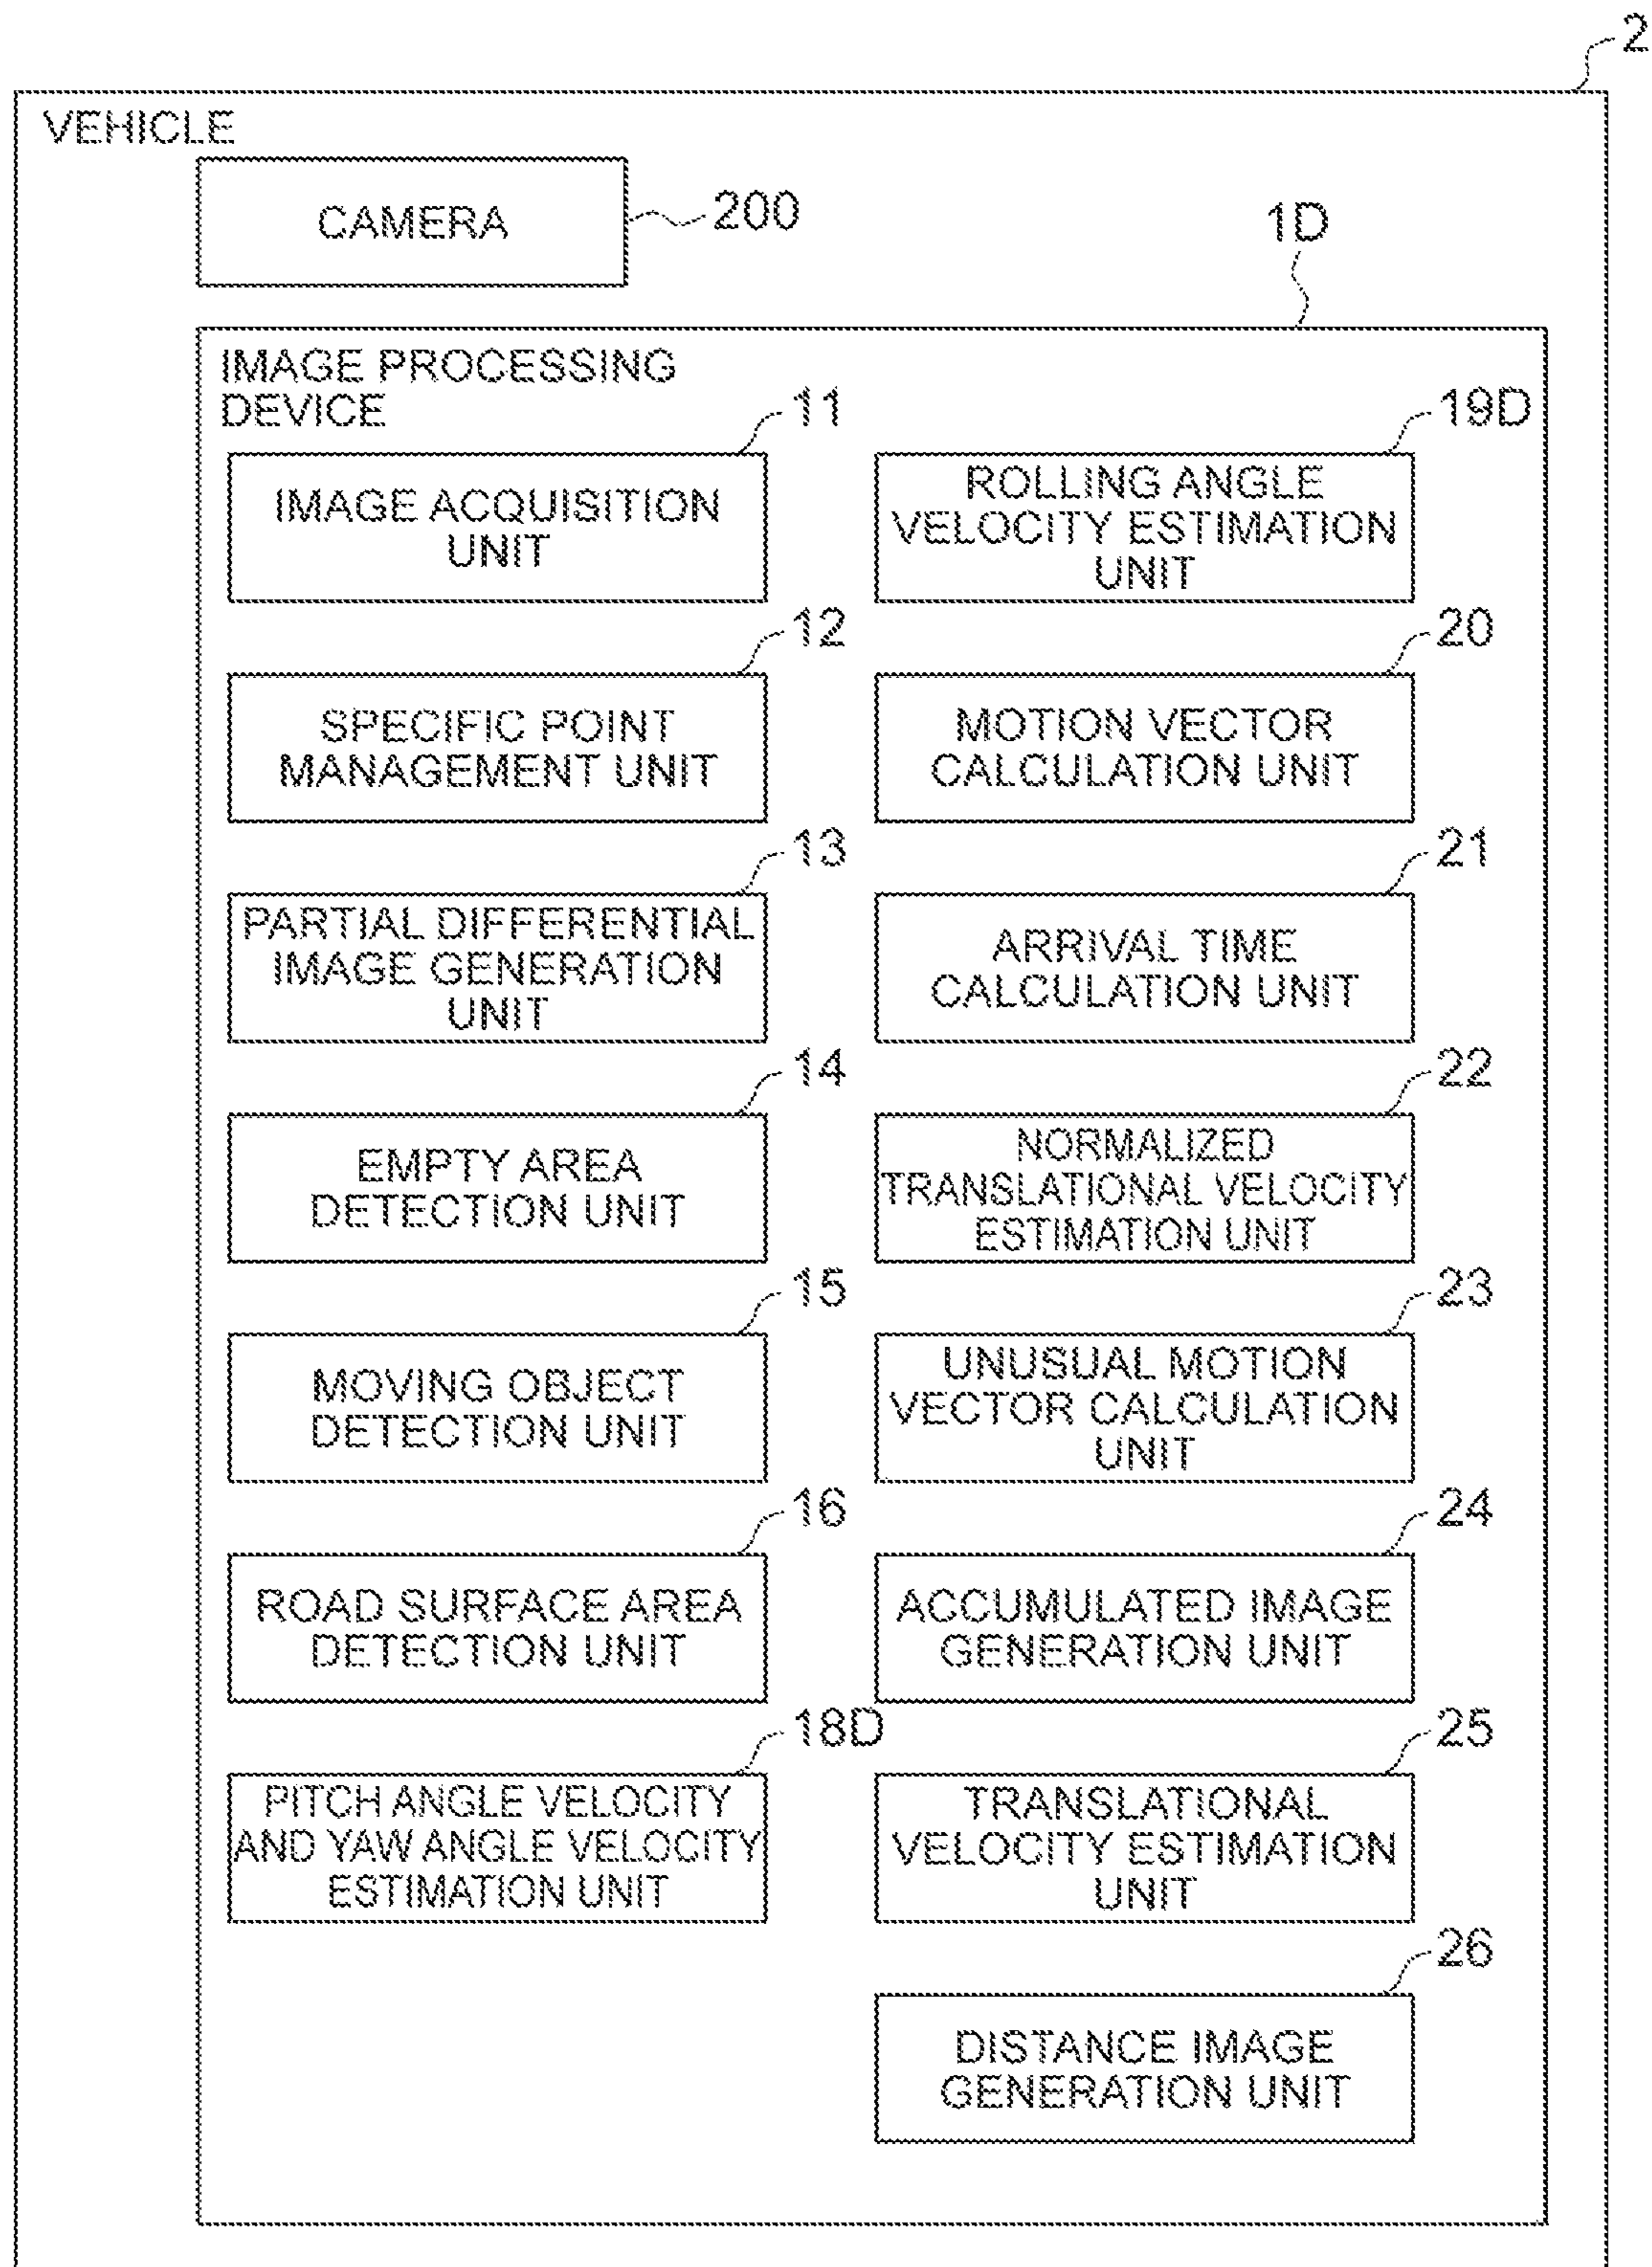 2
VEHICLE
CAMERA
200
1D
IMAGE PROCESSING
DEVICE
11
IMAGE ACQUISITION
UNIT
12
SPECIFIC POINT
MANAGEMENT UNIT
13
PARTIAL DIFFERENTIAL
IMAGE GENERATION
UNIT
14
EMPTY AREA
DETECTION UNIT
15
MOVING OBJECT
DETECTION UNIT
16
ROAD SURFACE AREA
DETECTION UNIT
18D
PITCH ANGLE VELOCITY
AND YAW ANGLE VELOCITY
ESTIMATION UNIT
19D
ROLLING ANGLE
VELOCITY ESTIMATION
UNIT
20
MOTION VECTOR
CALCULATION UNIT
21
ARRIVAL TIME
CALCULATION UNIT
22
NORMALIZED
TRANSLATIONAL VELOCITY
ESTIMATION UNIT
23
UNUSUAL MOTION
VECTOR CALCULATION
UNIT
24
ACCUMULATED IMAGE
GENERATION UNIT
25
TRANSLATIONAL
VELOCITY ESTIMATION
UNIT
26
DISTANCE IMAGE
GENERATION UNIT